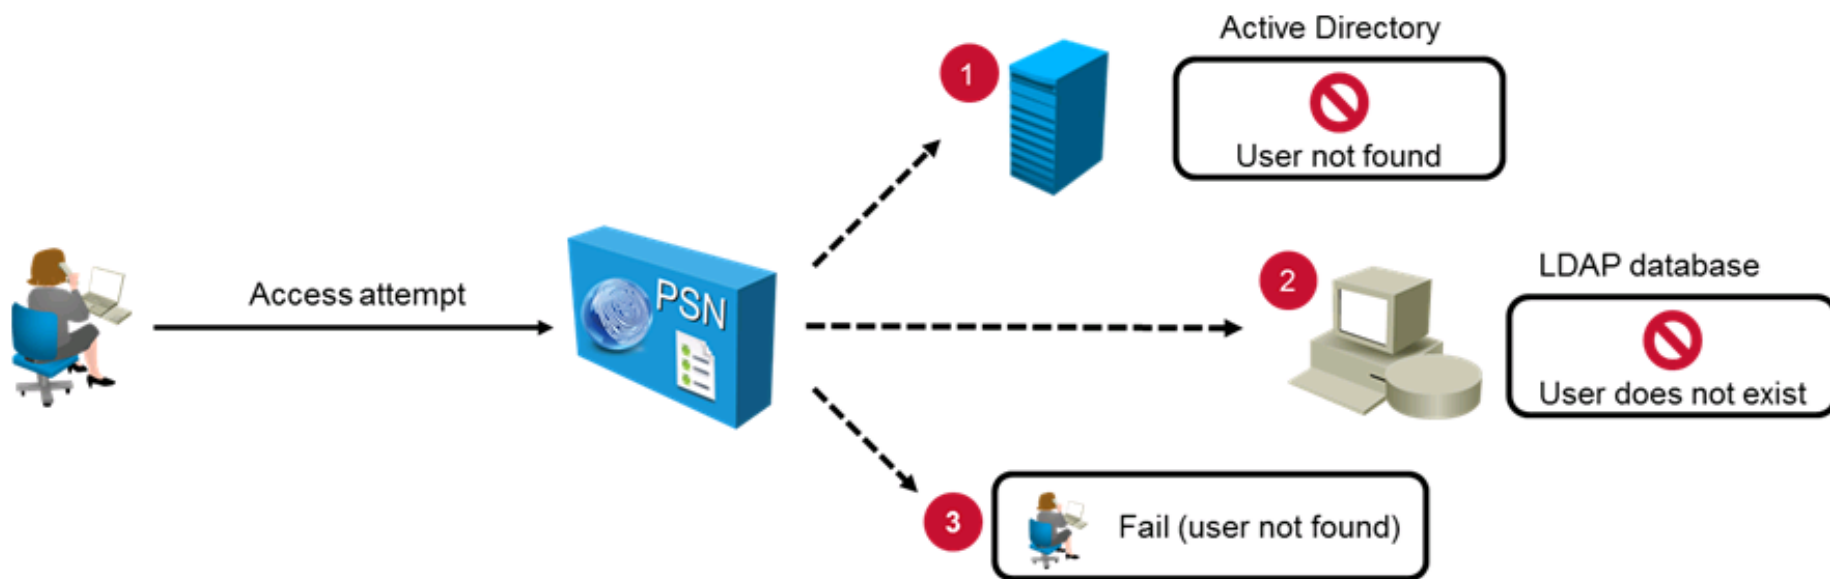 Active Directory
1
User not found
Access attempt
PSN
2
LDAP database
User does not exist
3
Fail (user not found)